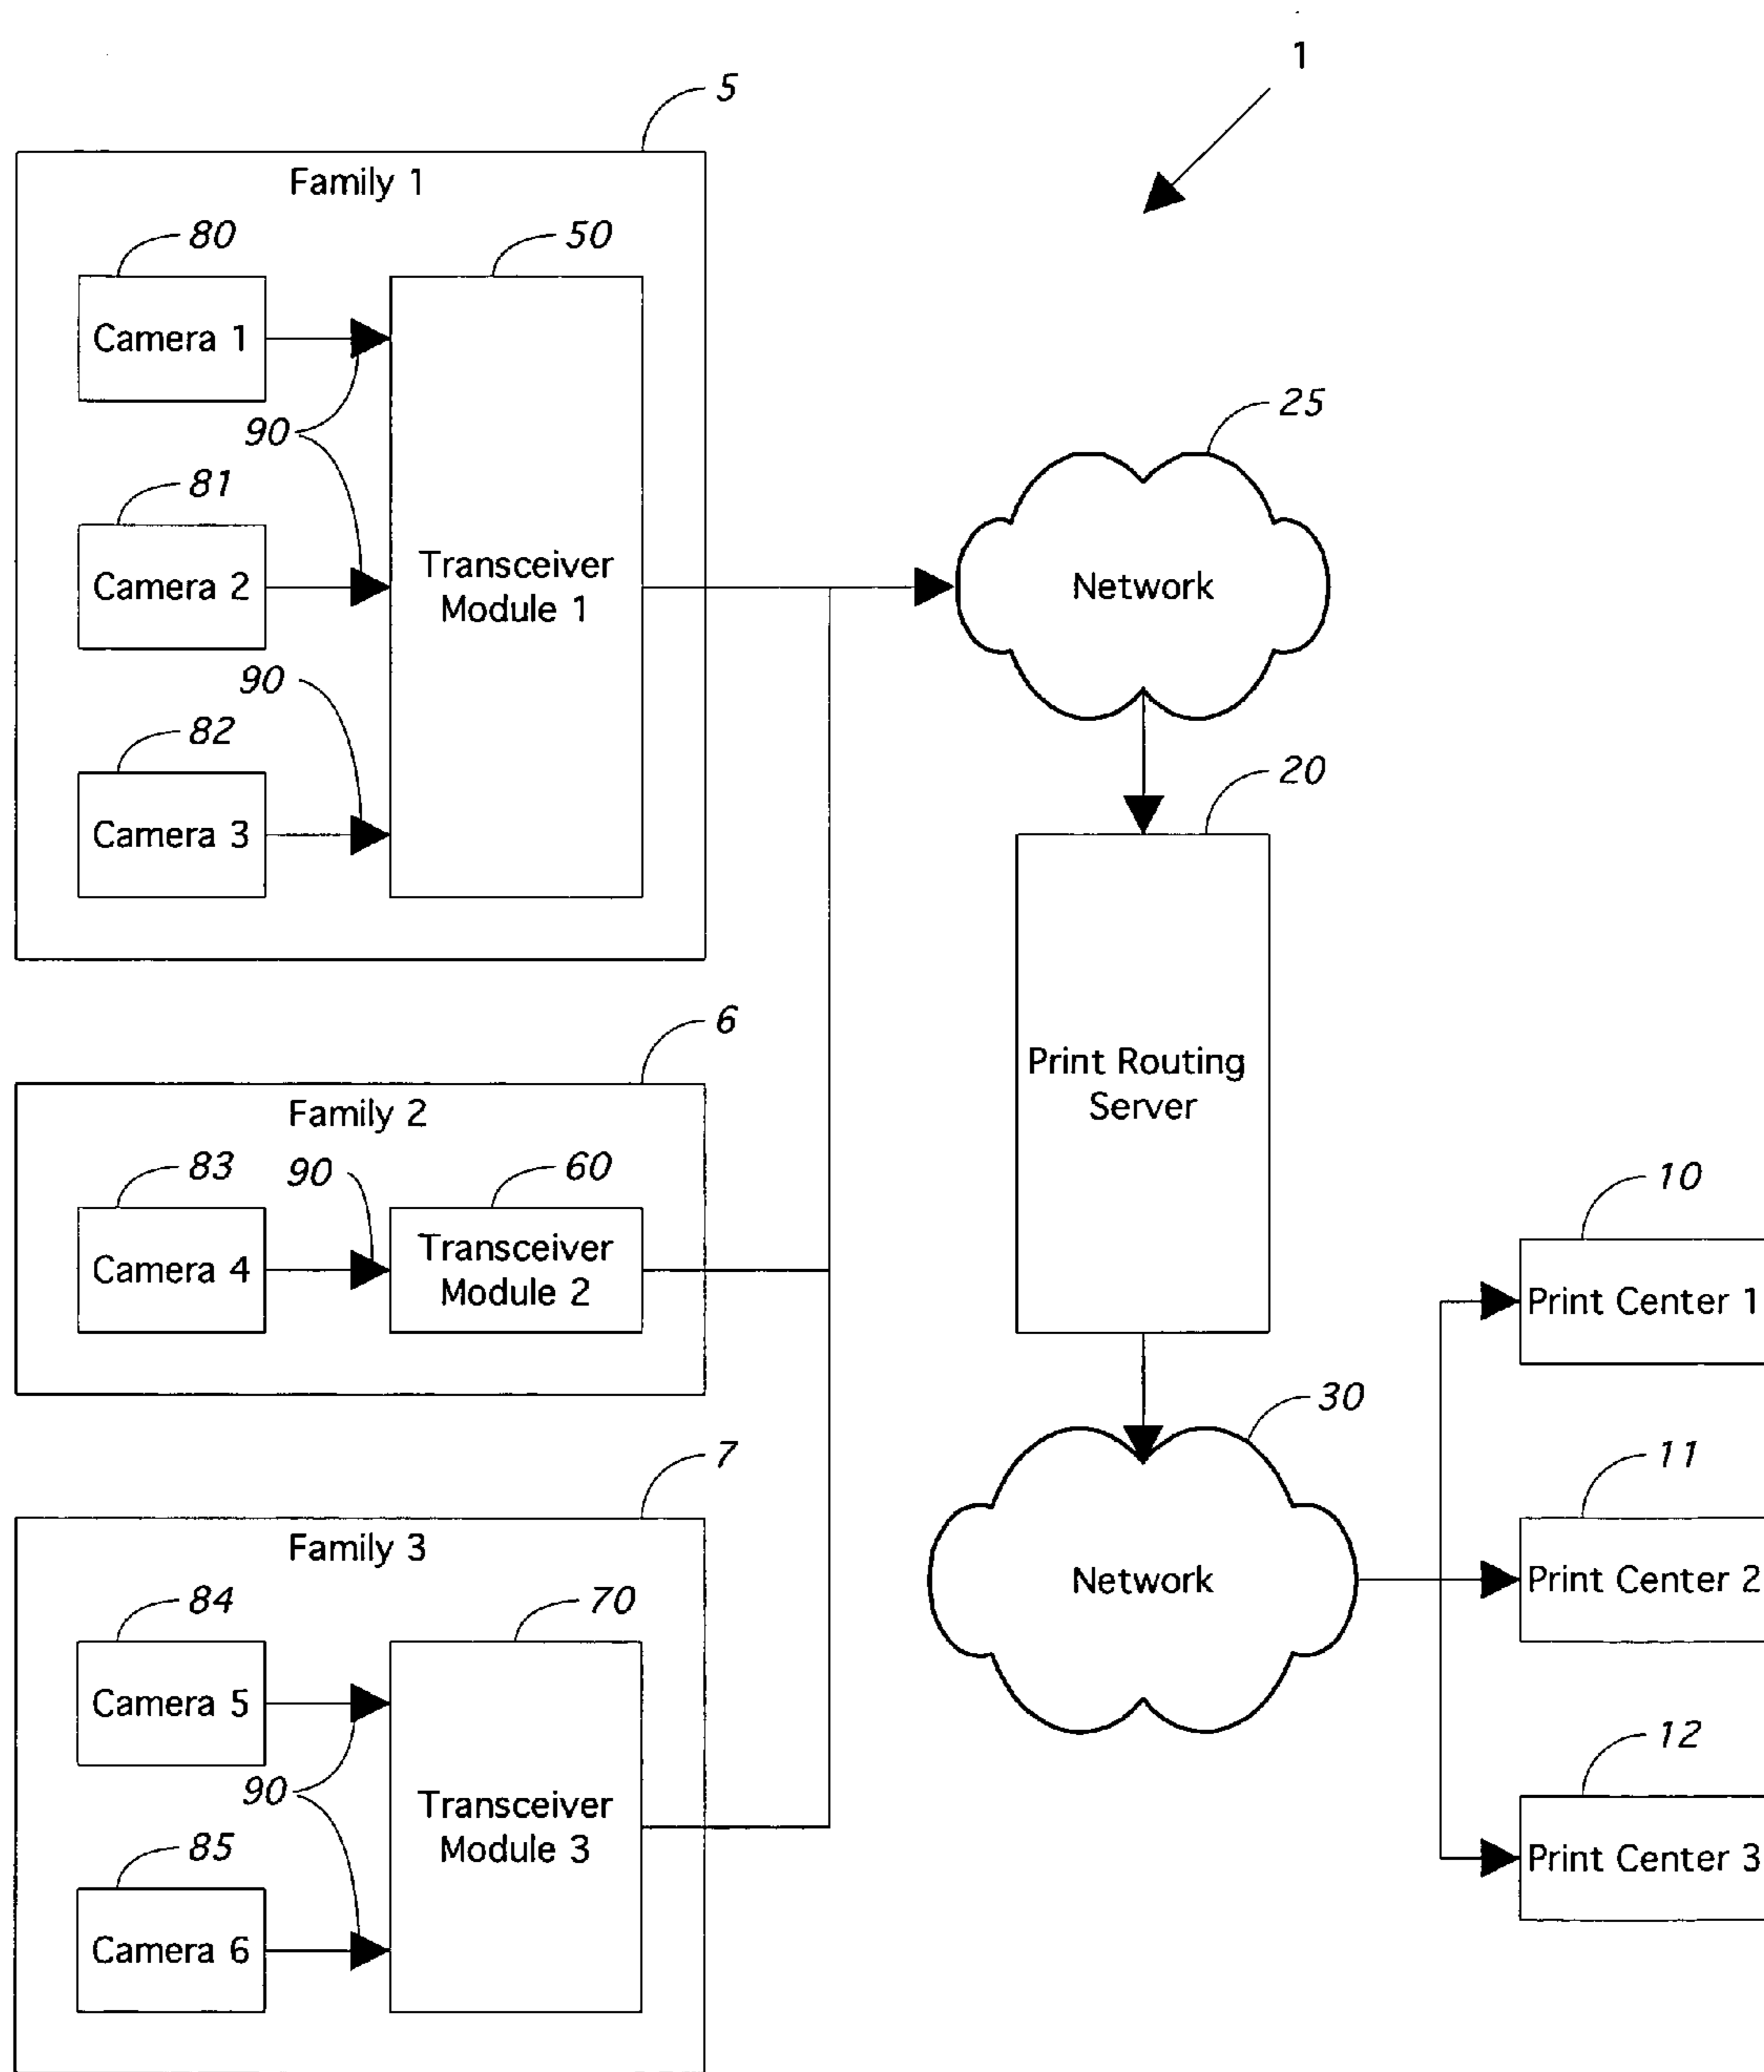 1
5
Family 1
80
50
Camera 1
90
25
81
Camera 2
Transceiver
Module 1
Network
90
82
20
Camera 3
6
Print Routing
Server
Family 2
83
90
60
10
Camera 4
Transceiver
Module 2
Print Center 1
30
7
11
Family 3
84
70
Network
Print Center 2
Camera 5
12
90
Transceiver
Module 3
85
Print Center 3
Camera 6